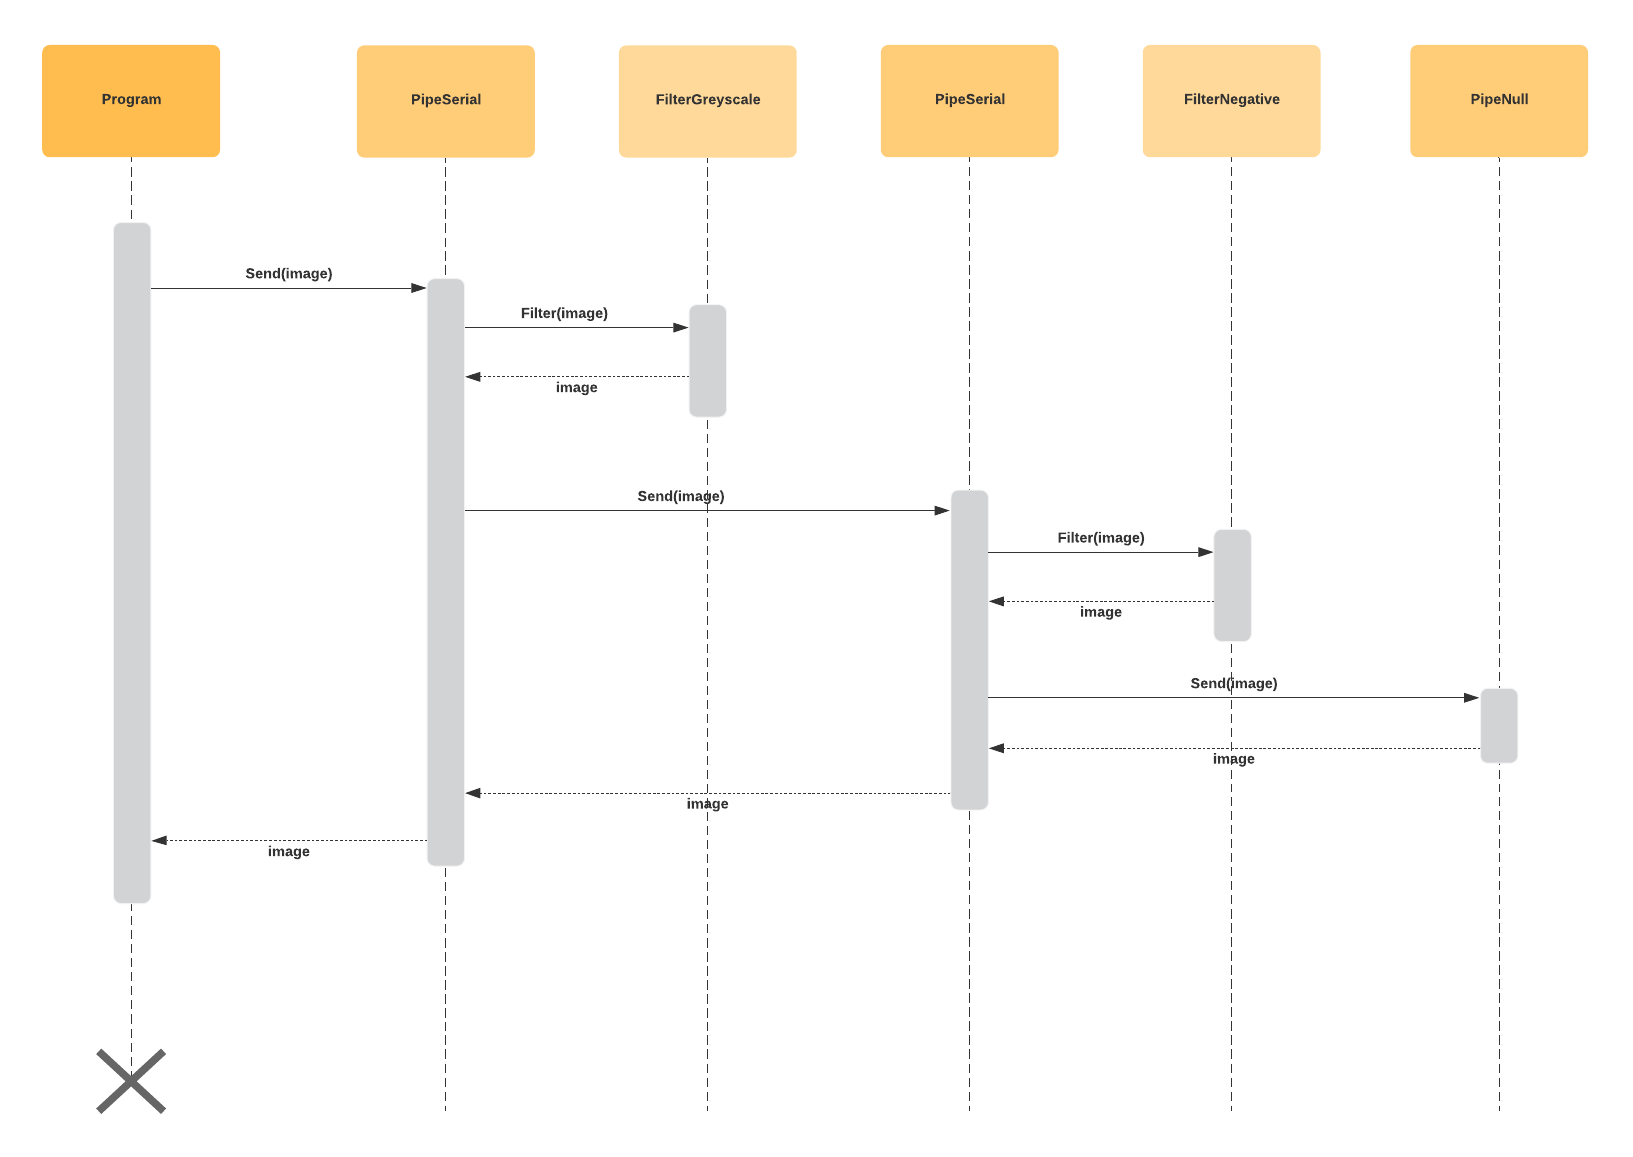 Program
PipeSerial
FilterGreyscale
PipeSerial
FilterNegative
PipeNull
Send(image)
Filter(image)
image
Send(image)
Filter(image)
image
Send(image)
image
image
image